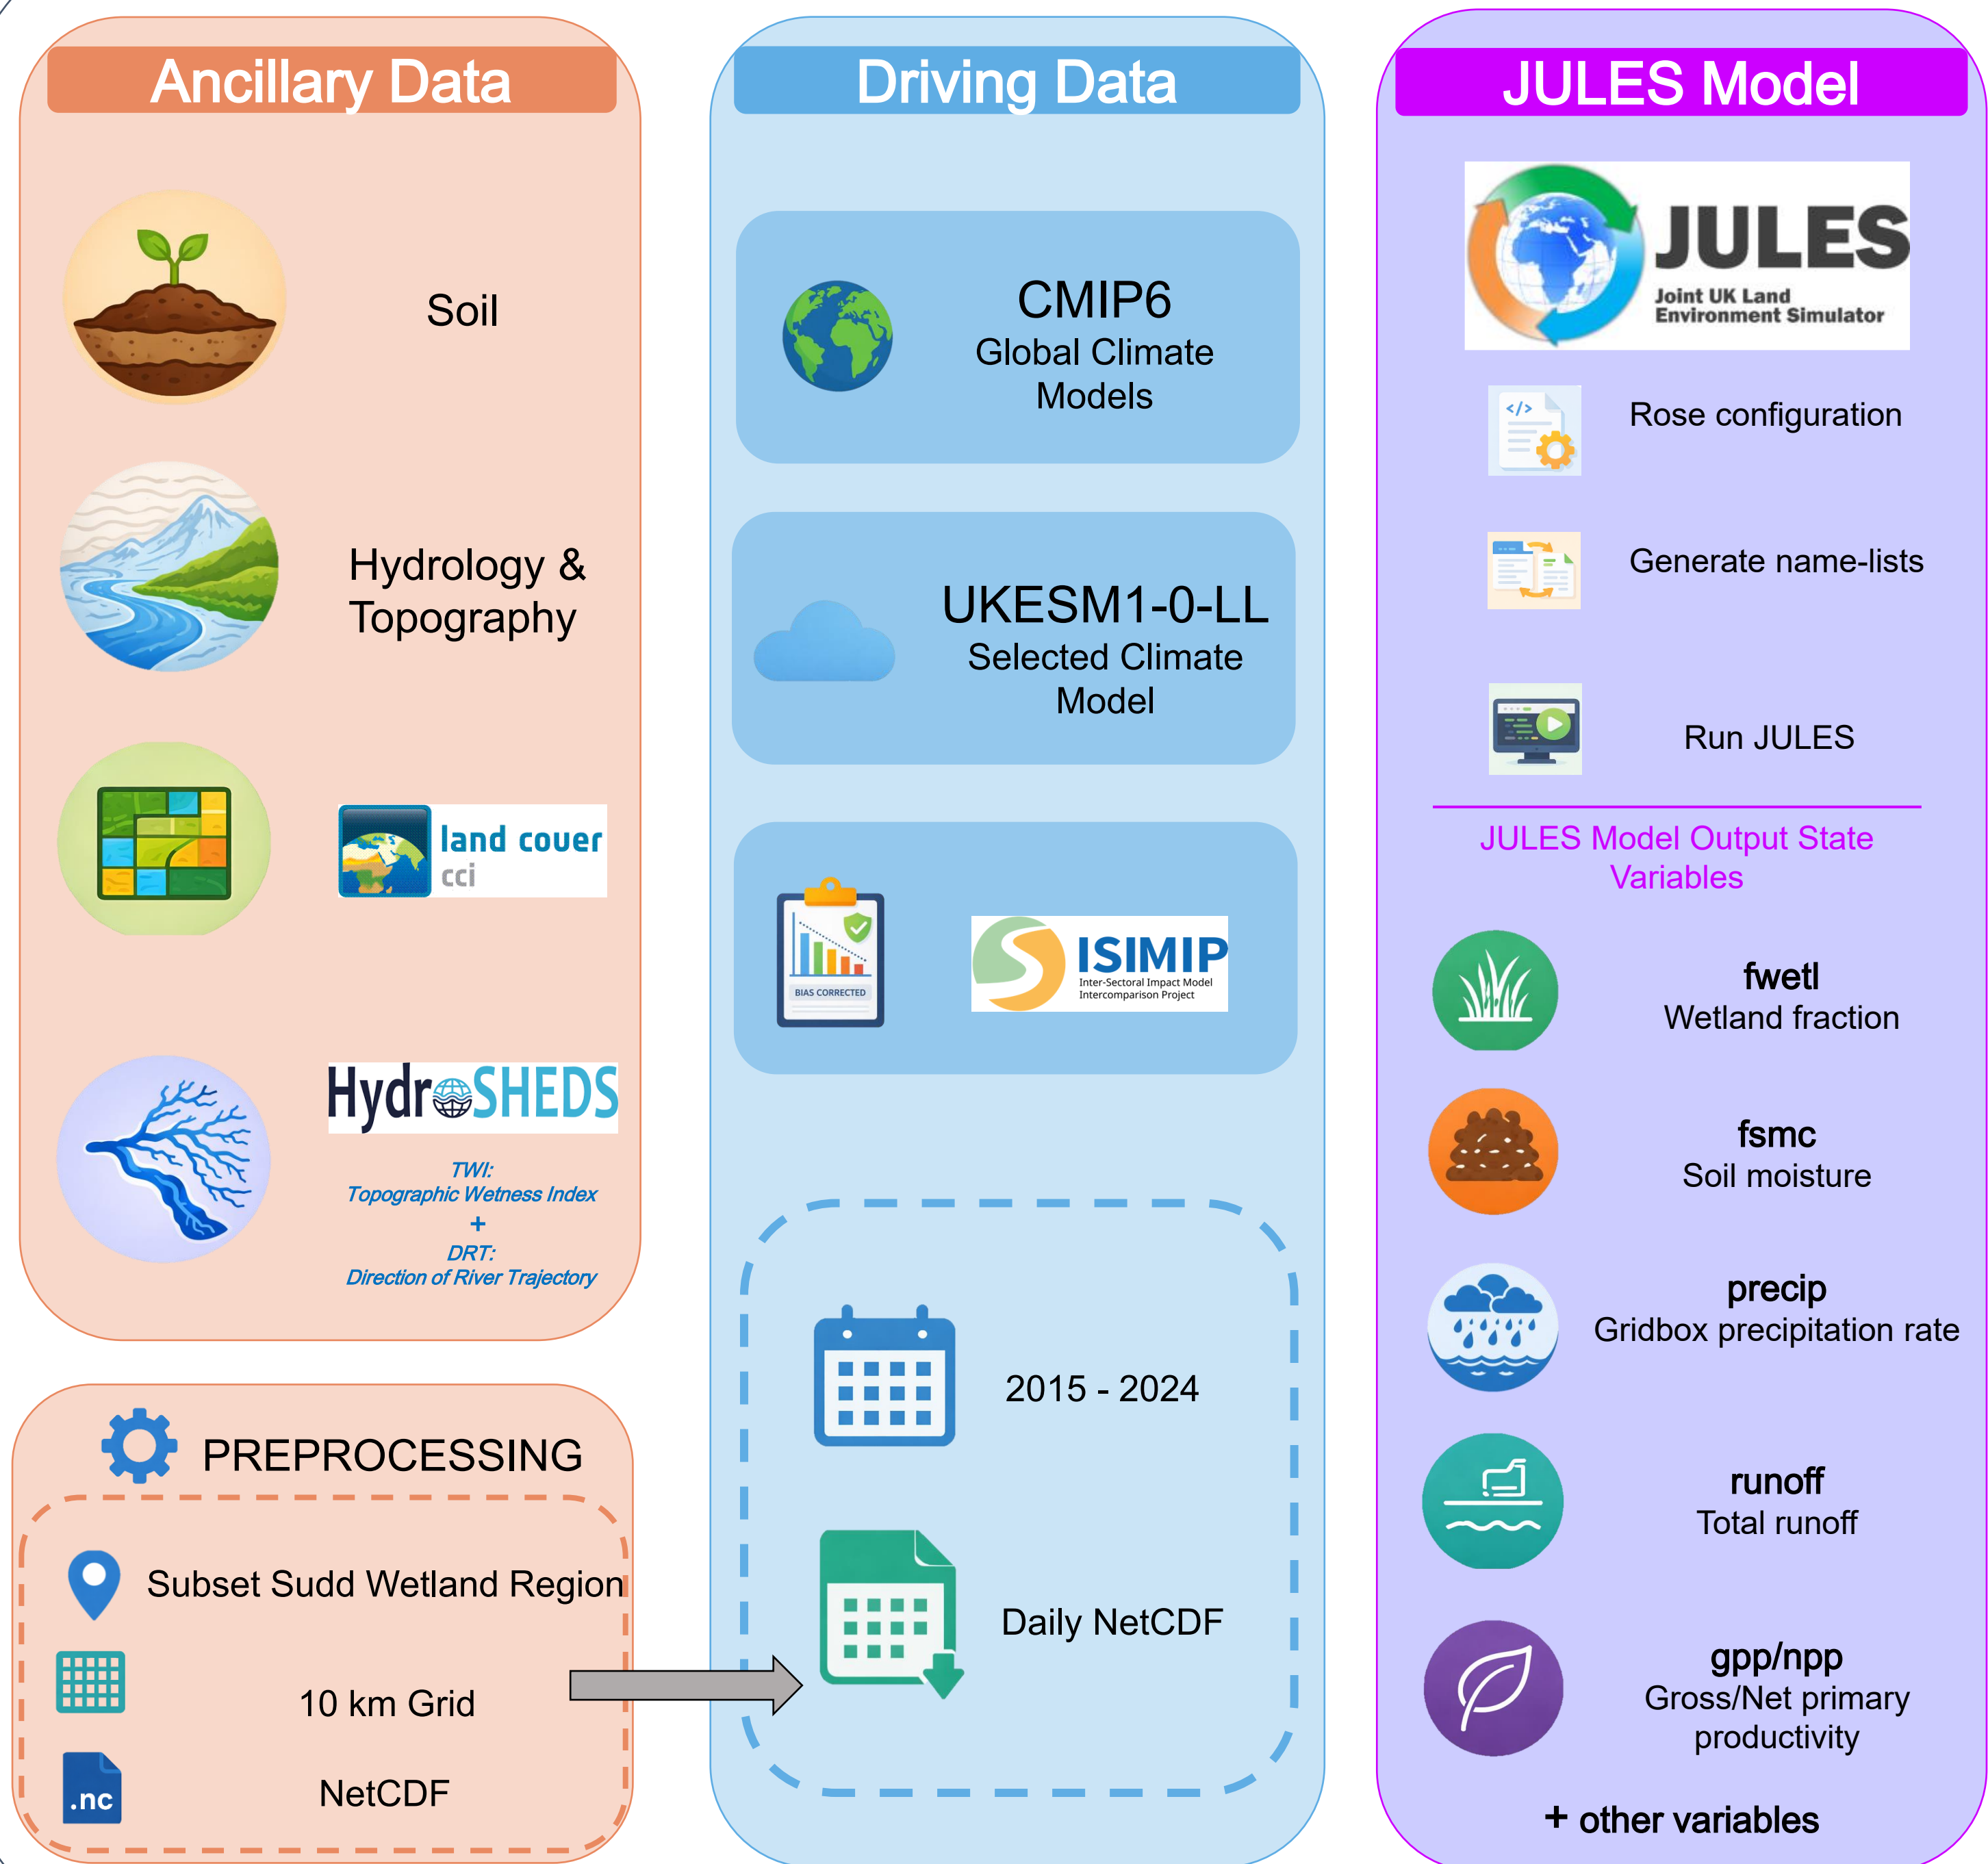 Ancillary Data
Soil
Hydrology &
Topography
land cover
cci
HydroSHEDS
TWI:
Topographic Wetness Index
+
DRT:
Direction of River Trajectory
PREPROCESSING
Subset Sudd Wetland Region
10 km Grid
.nc
NetCDF
Driving Data
CMIP6
Global Climate
Models
UKESM1-0-LL
Selected Climate
Model
BIAS CORRECTED
ISIMIP
Inter-Sectoral Impact Model
Intercomparison Project
2015 - 2024
Daily NetCDF
JULES Model
JULES
Joint UK Land
Environment Simulator
</>
Rose configuration
Generate name-lists
Run JULES
JULES Model Output State
Variables
fwetl
Wetland fraction
fsmc
Soil moisture
precip
Gridbox precipitation rate
runoff
Total runoff
gpp/npp
Gross/Net primary
productivity
+ other variables